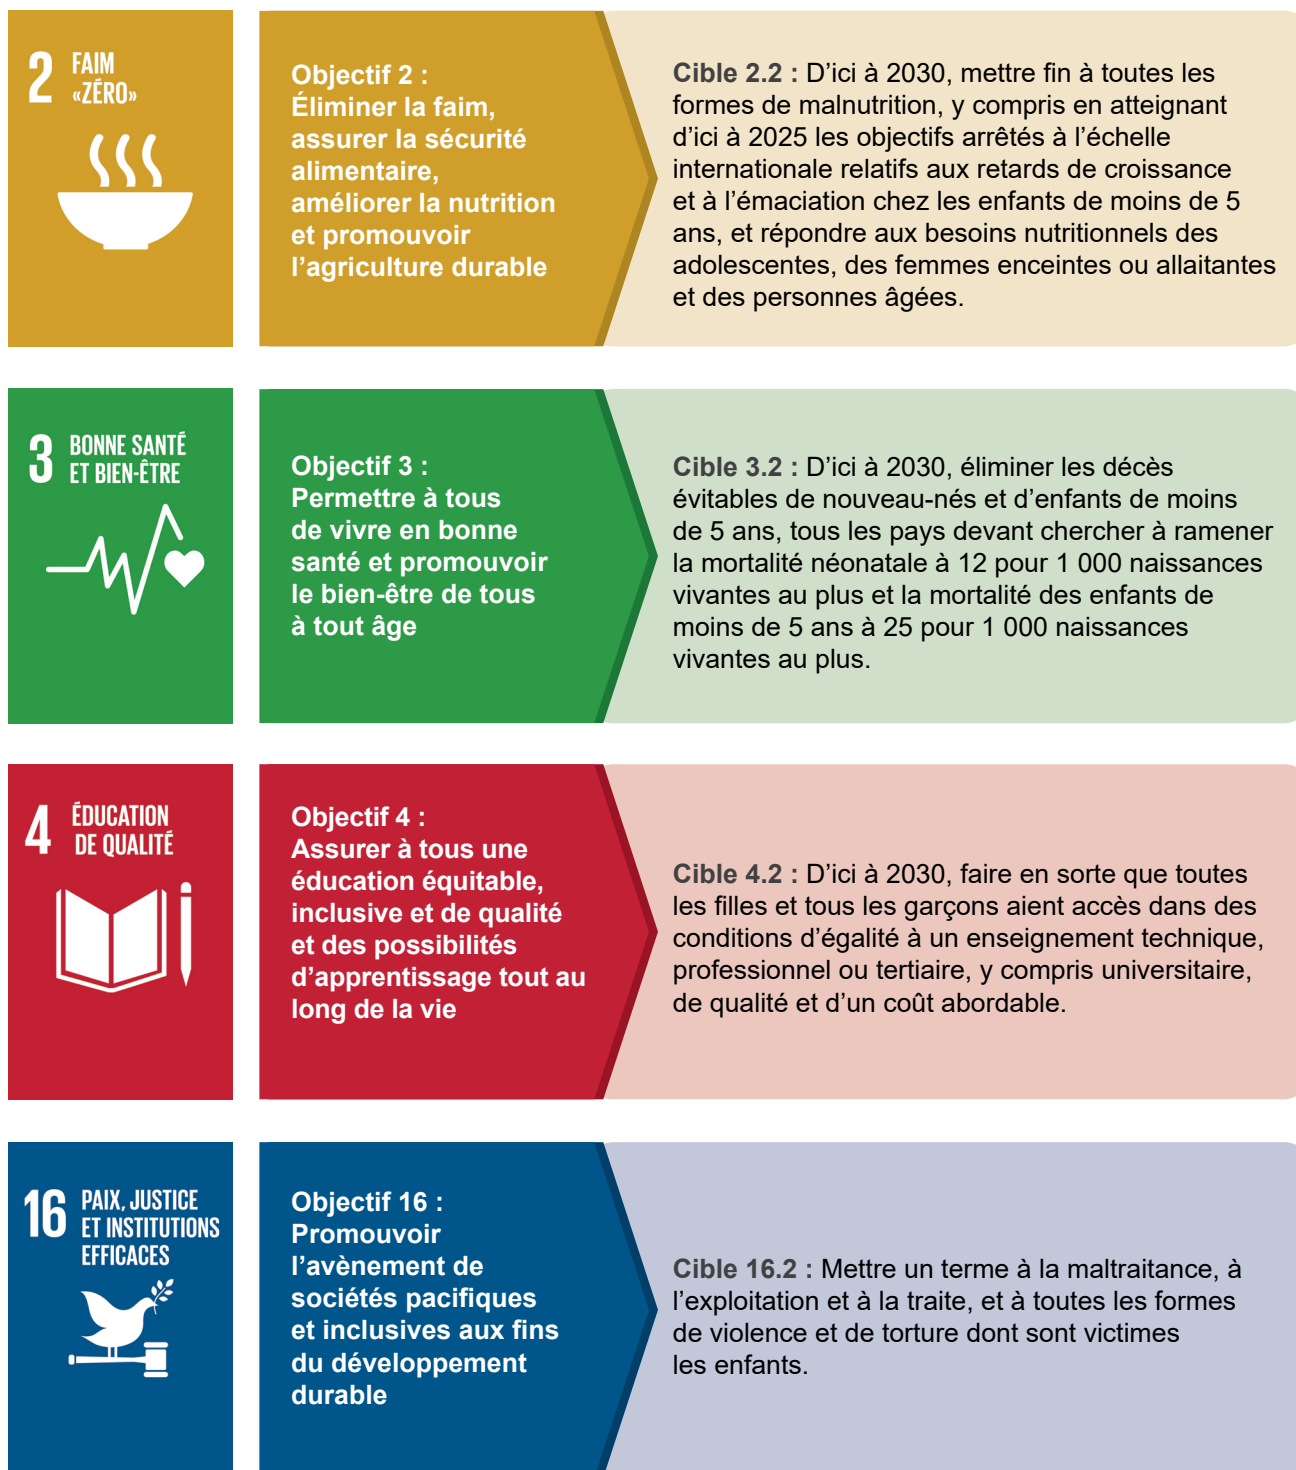 2 FAIM
«ZÉRO»
Objectif 2 :
Éliminer la faim,
assurer la sécurité
alimentaire,
améliorer la nutrition
et promouvoir
l’agriculture durable
Cible 2.2 : D’ici à 2030, mettre fin à toutes les
formes de malnutrition, y compris en atteignant
d’ici à 2025 les objectifs arrêtés à l’échelle
internationale relatifs aux retards de croissance
et à l’émaciation chez les enfants de moins de 5
ans, et répondre aux besoins nutritionnels des
adolescentes, des femmes enceintes ou allaitantes
et des personnes âgées.
3 BONNE SANTÉ
ET BIEN-ÊTRE
Objectif 3 :
Permettre à tous
de vivre en bonne
santé et promouvoir
le bien-être de tous
à tout âge
Cible 3.2 : D’ici à 2030, éliminer les décès
évitables de nouveau-nés et d’enfants de moins
de 5 ans, tous les pays devant chercher à ramener
la mortalité néonatale à 12 pour 1 000 naissances
vivantes au plus et la mortalité des enfants de
moins de 5 ans à 25 pour 1 000 naissances
vivantes au plus.
4 ÉDUCATION
DE QUALITÉ
Objectif 4 :
Assurer à tous une
éducation équitable,
inclusive et de qualité
et des possibilités
d’apprentissage tout au
long de la vie
Cible 4.2 : D’ici à 2030, faire en sorte que toutes
les filles et tous les garçons aient accès dans des
conditions d’égalité à un enseignement technique,
professionnel ou tertiaire, y compris universitaire,
de qualité et d’un coût abordable.
16 PAIX, JUSTICE
ET INSTITUTIONS
EFFICACES
Objectif 16 :
Promouvoir
l’avènement de
sociétés pacifiques
et inclusives aux fins
du développement
durable
Cible 16.2 : Mettre un terme à la maltraitance, à
l’exploitation et à la traite, et à toutes les formes
de violence et de torture dont sont victimes
les enfants.